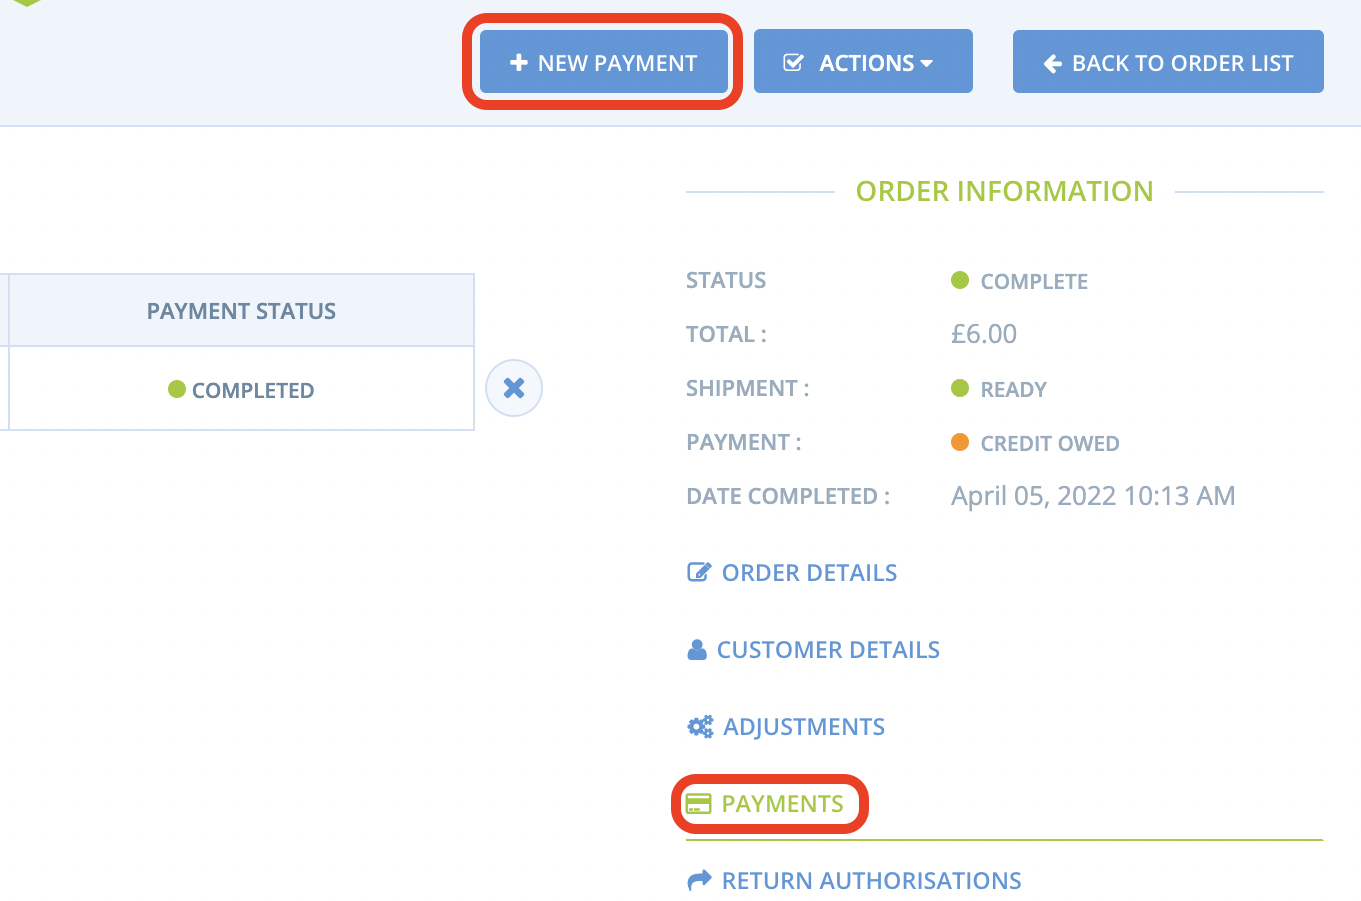 NEW PAYMENT
ACTIONS
BACK TO ORDER LIST
ORDER INFORMATION
PAYMENT STATUS
COMPLETED
STATUS COMPLETE
TOTAL : £6.00
SHIPMENT : READY
PAYMENT : CREDIT OWED
DATE COMPLETED : April 05, 2022 10:13 AM
ORDER DETAILS
CUSTOMER DETAILS
ADJUSTMENTS
PAYMENTS
RETURN AUTHORISATIONS